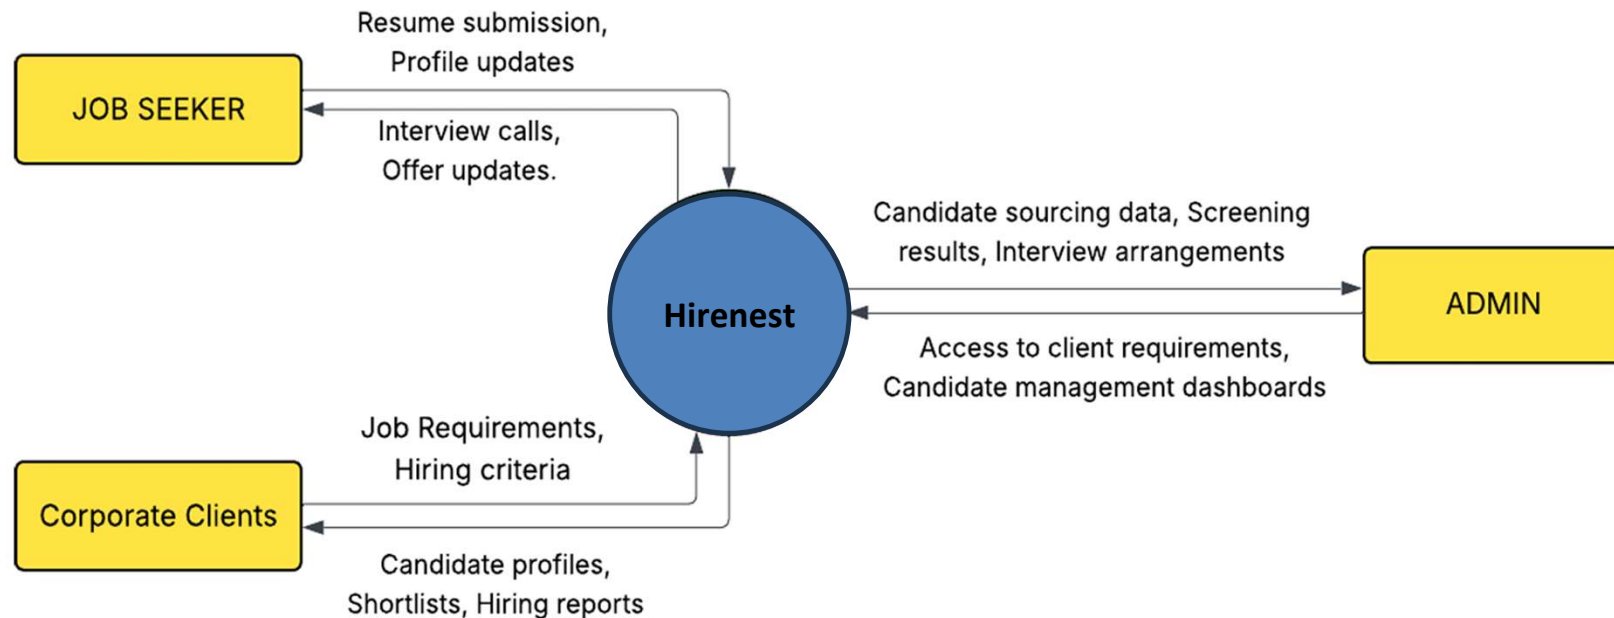 Resume submission,
Profile updates
JOB SEEKER
Interview calls,
Offer updates.
Candidate sourcing data, Screening
results, Interview arrangements
Hirenest
ADMIN
Access to client requirements,
Candidate management dashboards
Job Requirements,
Hiring criteria
Corporate Clients
Candidate profiles,
Shortlists, Hiring reports